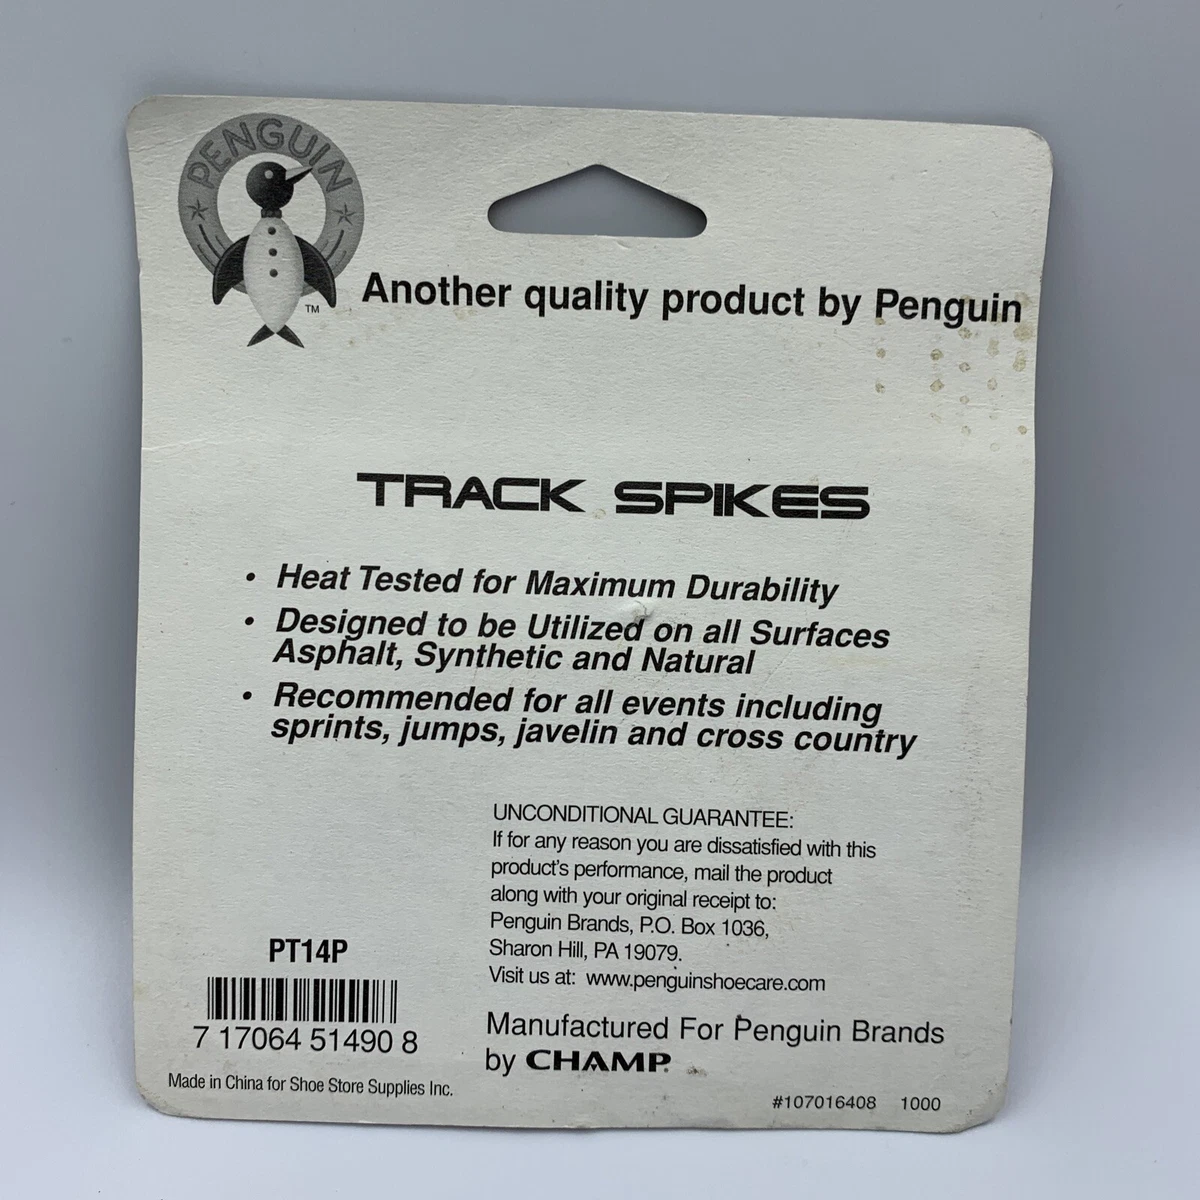 PENGUIN
TM
Another quality product by Penguin
TRACK SPIKES
• Heat Tested for Maximum Durability
• Designed to be Utilized on all Surfaces
Asphalt, Synthetic and Natural
• Recommended for all events including
sprints, jumps, javelin and cross country
UNCONDITIONAL GUARANTEE:
If for any reason you are dissatisfied with this
product's performance, mail the product
along with your original receipt to:
Penguin Brands, P.O. Box 1036,
Sharon Hill, PA 19079.
Visit us at: www.penguinshoecare.com
PT14P
7 17064 51490 8
Manufactured For Penguin Brands
by CHAMP.
Made in China for Shoe Store Supplies Inc.
#107016408 1000